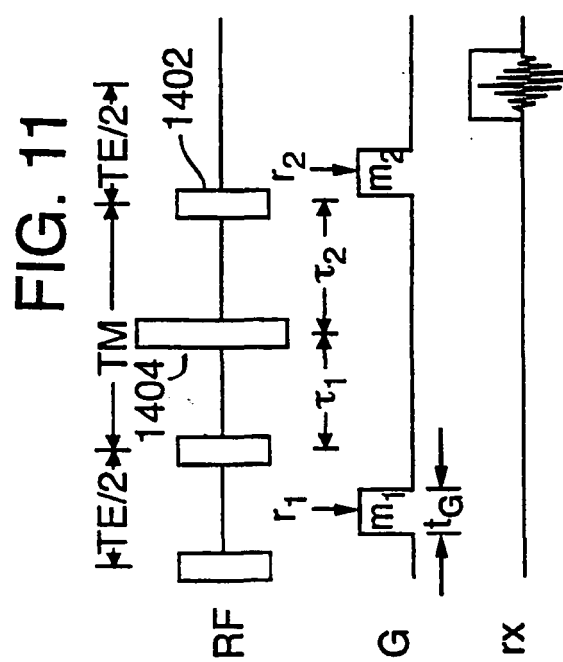 FIG. 11
TE/2 TM TE/2
1404 1402
RF
τ1 τ2
r1 r2
G m1 m2
tG
rx